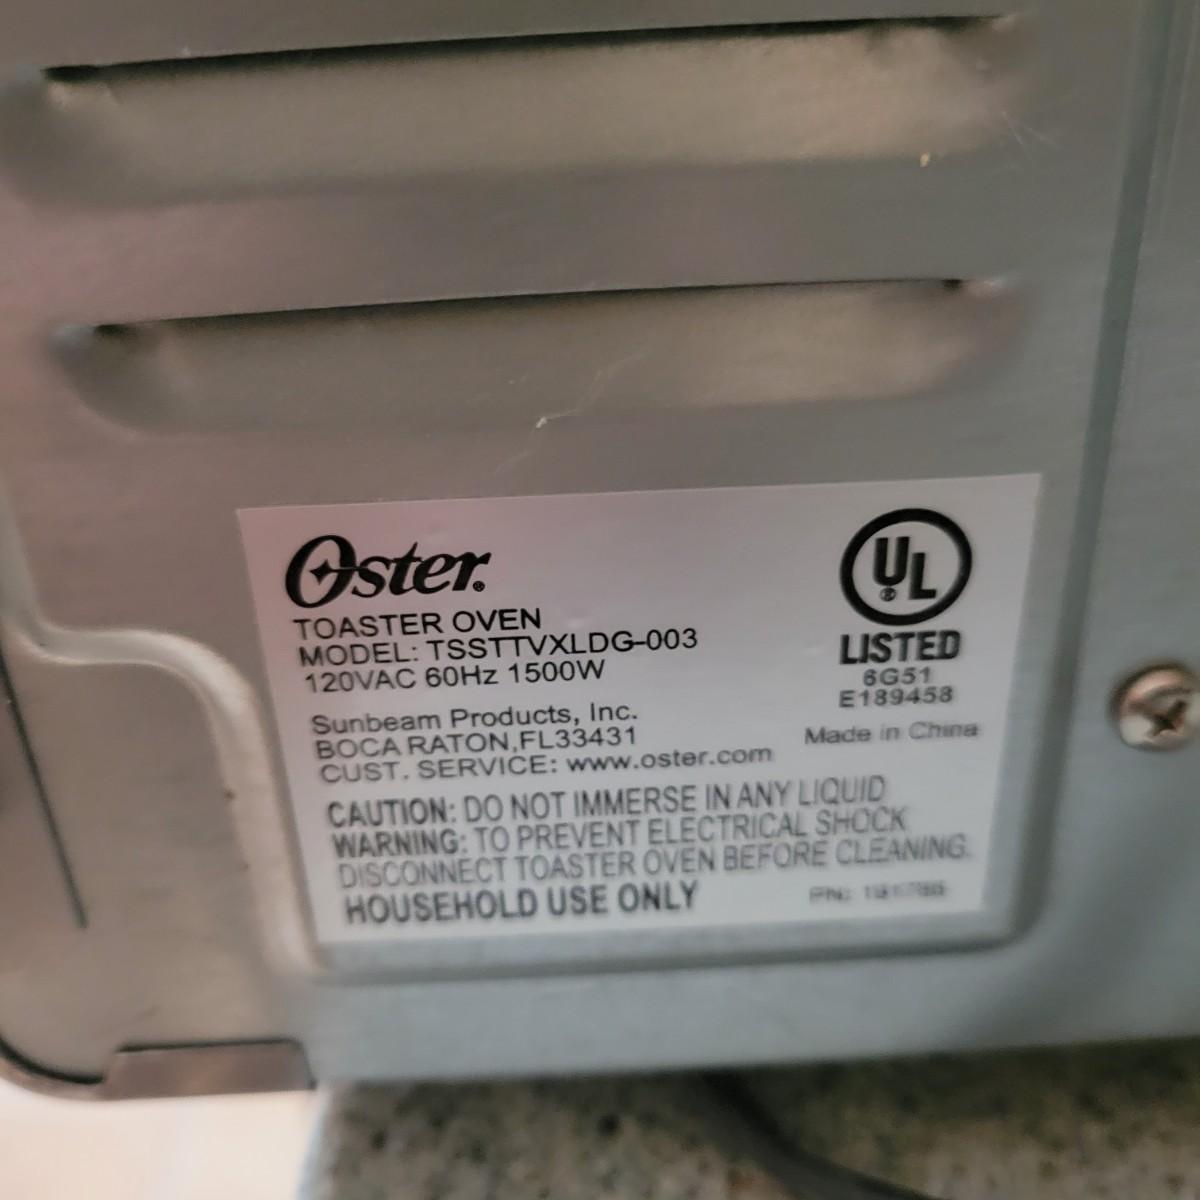 Oster®
TOASTER OVEN
MODEL: TSSTTVXLDG-003
120VAC 60Hz 1500W
Sunbeam Products, Inc.
BOCA RATON,FL33431
CUST. SERVICE: www.oster.com
UL®
LISTED
6G51
E189458
Made in China
CAUTION: DO NOT IMMERSE IN ANY LIQUID
WARNING: TO PREVENT ELECTRICAL SHOCK
DISCONNECT TOASTER OVEN BEFORE CLEANING.
HOUSEHOLD USE ONLY
PN: